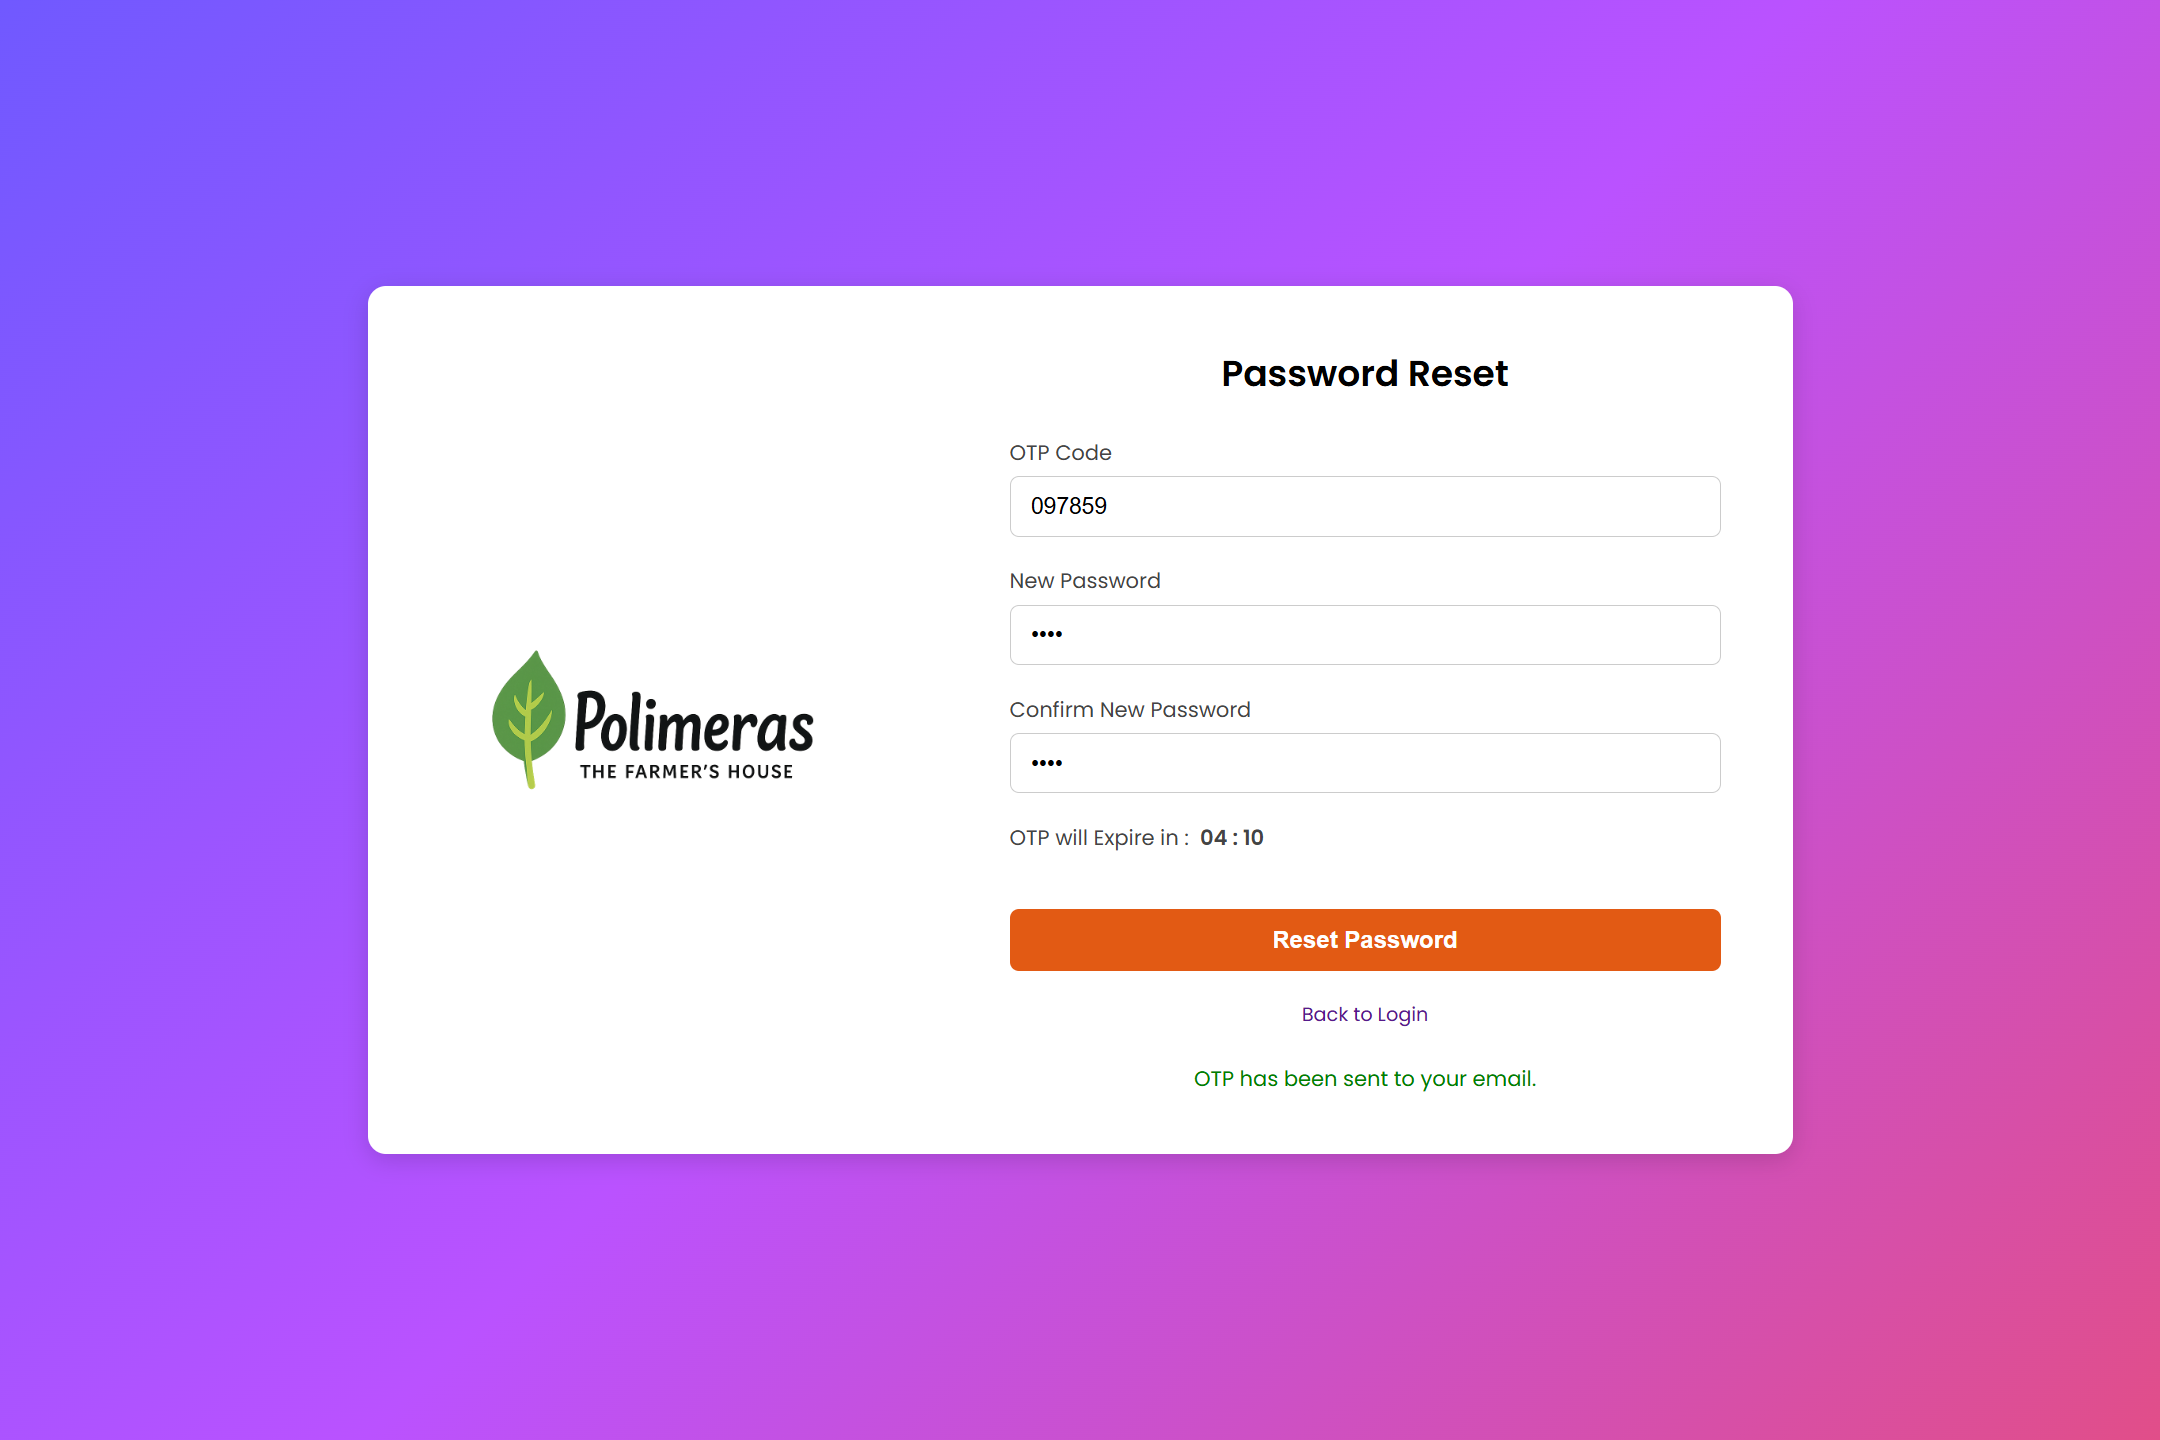 Polimeras
THE FARMER'S HOUSE
Password Reset
OTP Code
097859
New Password
••••
Confirm New Password
••••
OTP will Expire in : 04 : 10
Reset Password
Back to Login
OTP has been sent to your email.